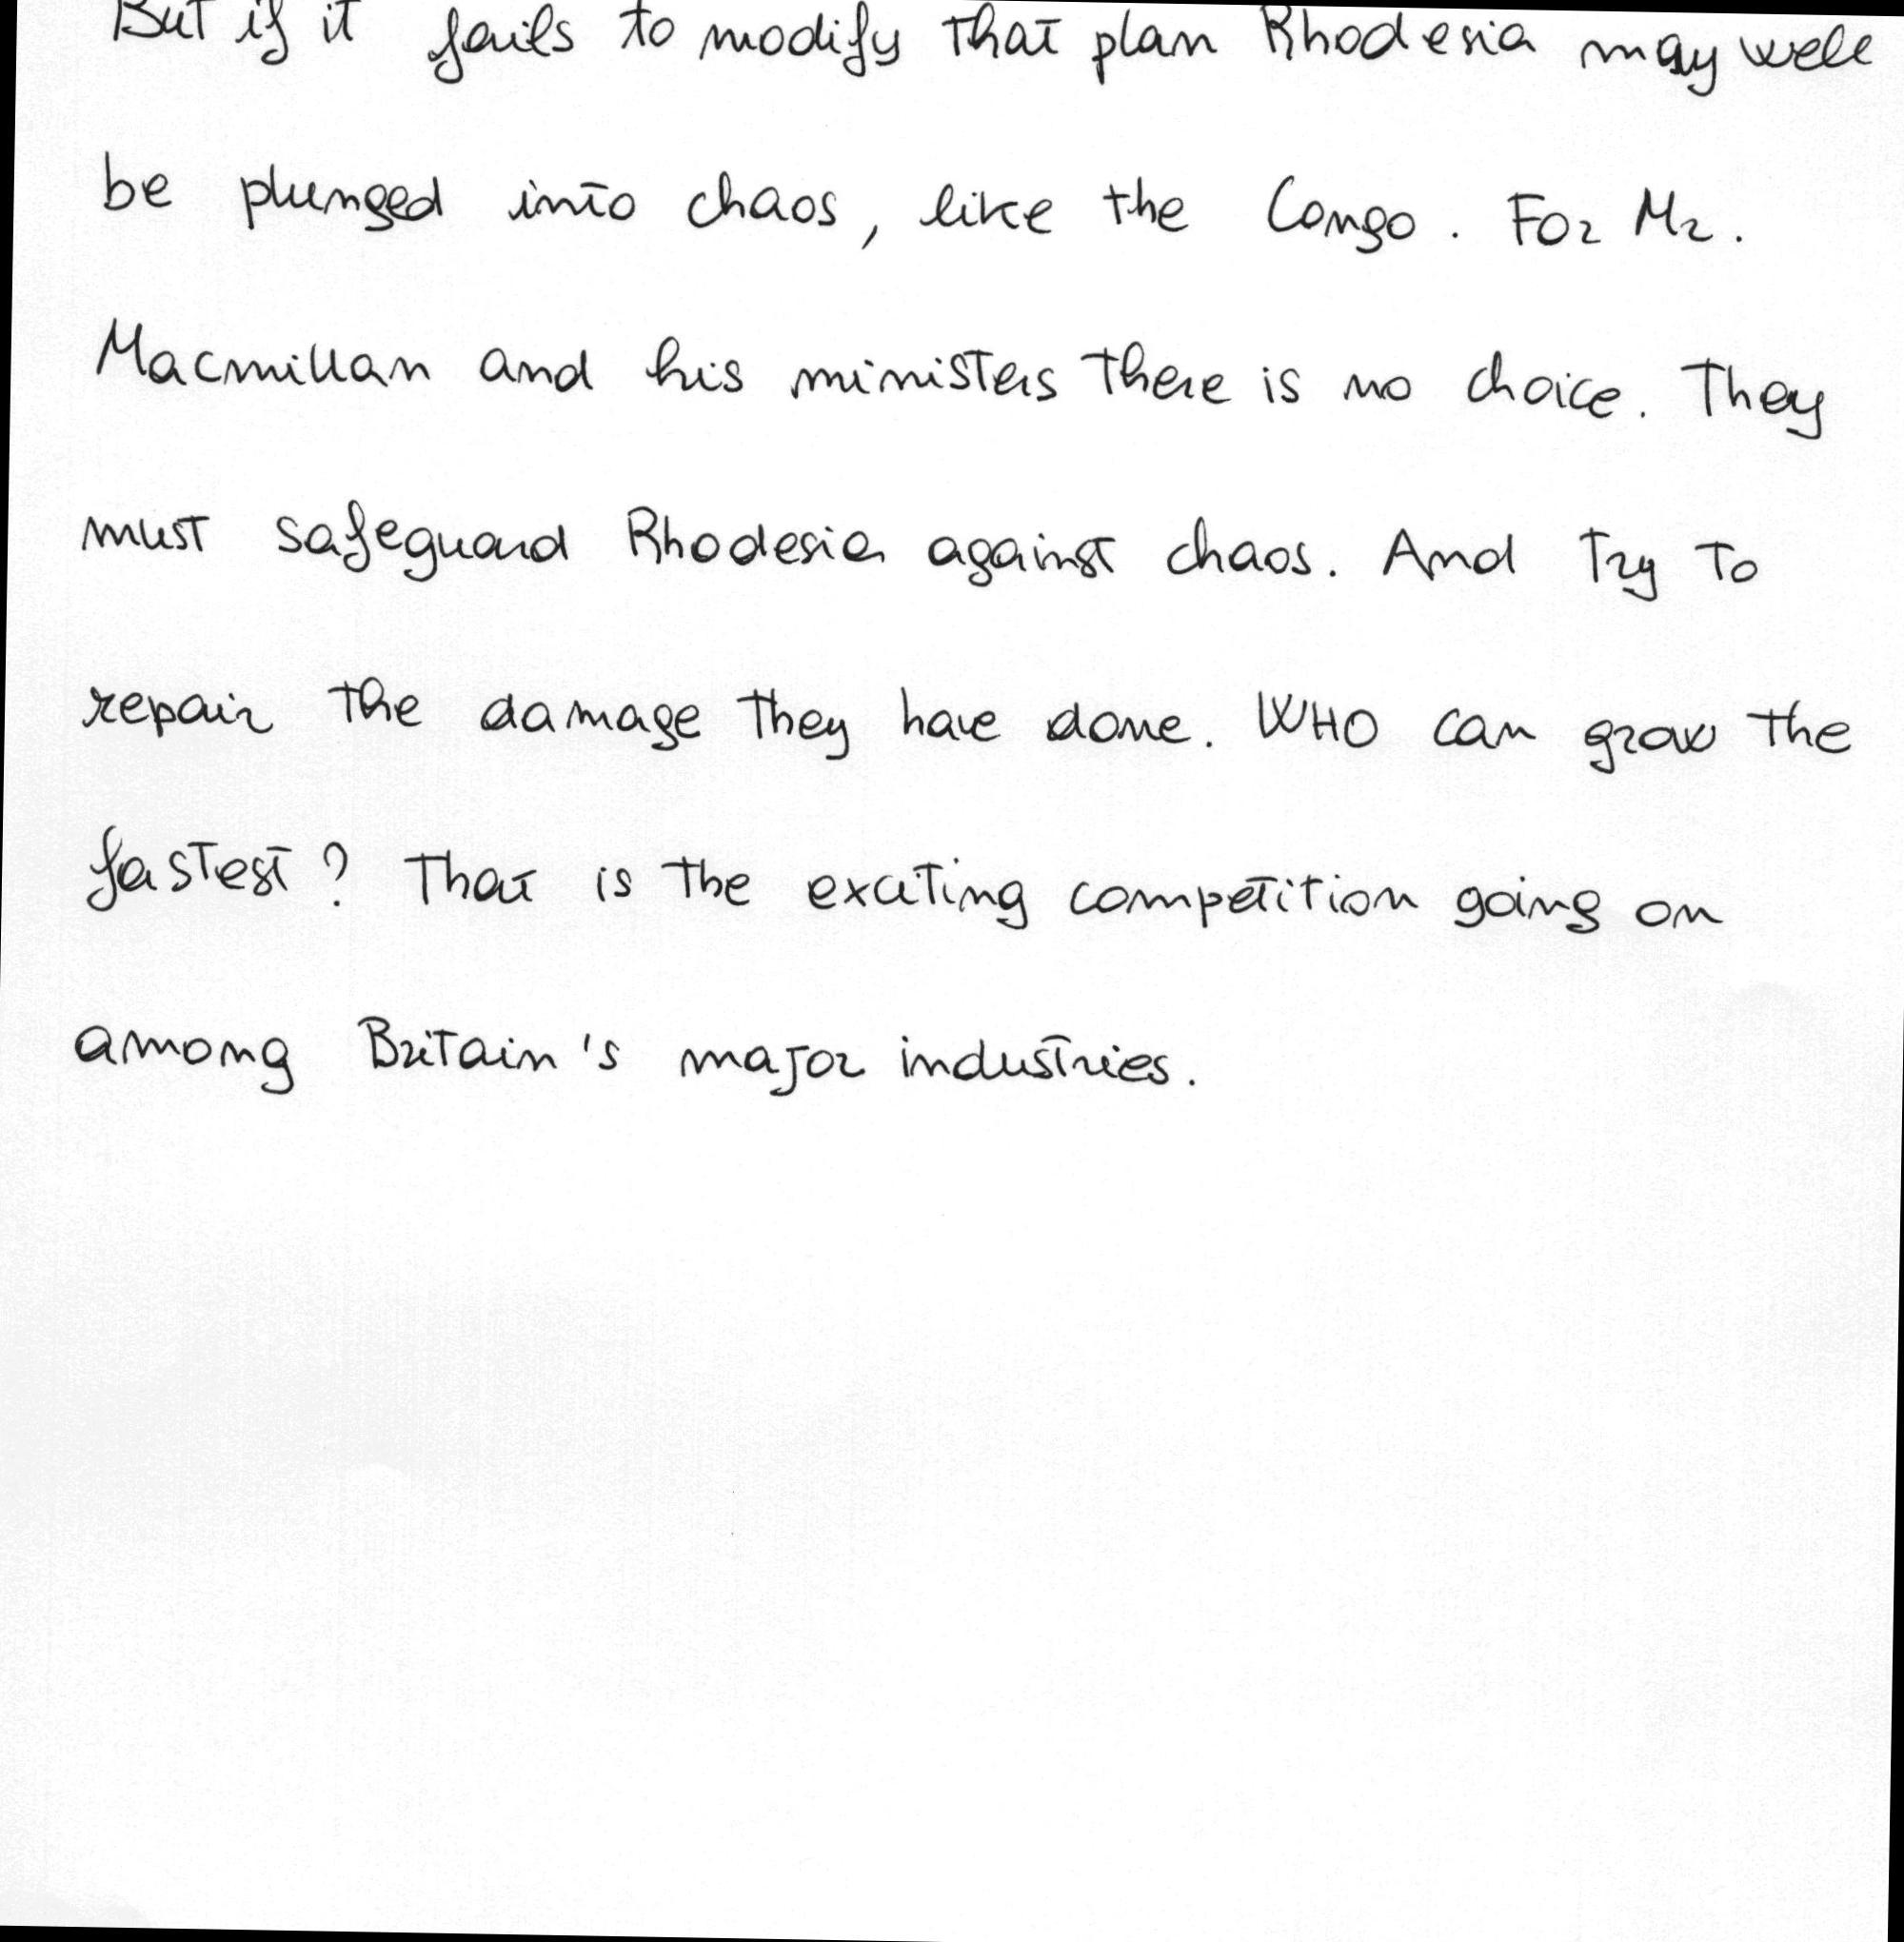 But if it fails to modify that plan Rhodesia may well
be plunged into chaos, like the Congo. For Mr.
Macmillan and his ministers there is no choice. They
must safeguard Rhodesia against chaos. And try to
repair the damage they have done. WHO can grow the
fastest? That is the exciting competition going on
among Britain's major industries.